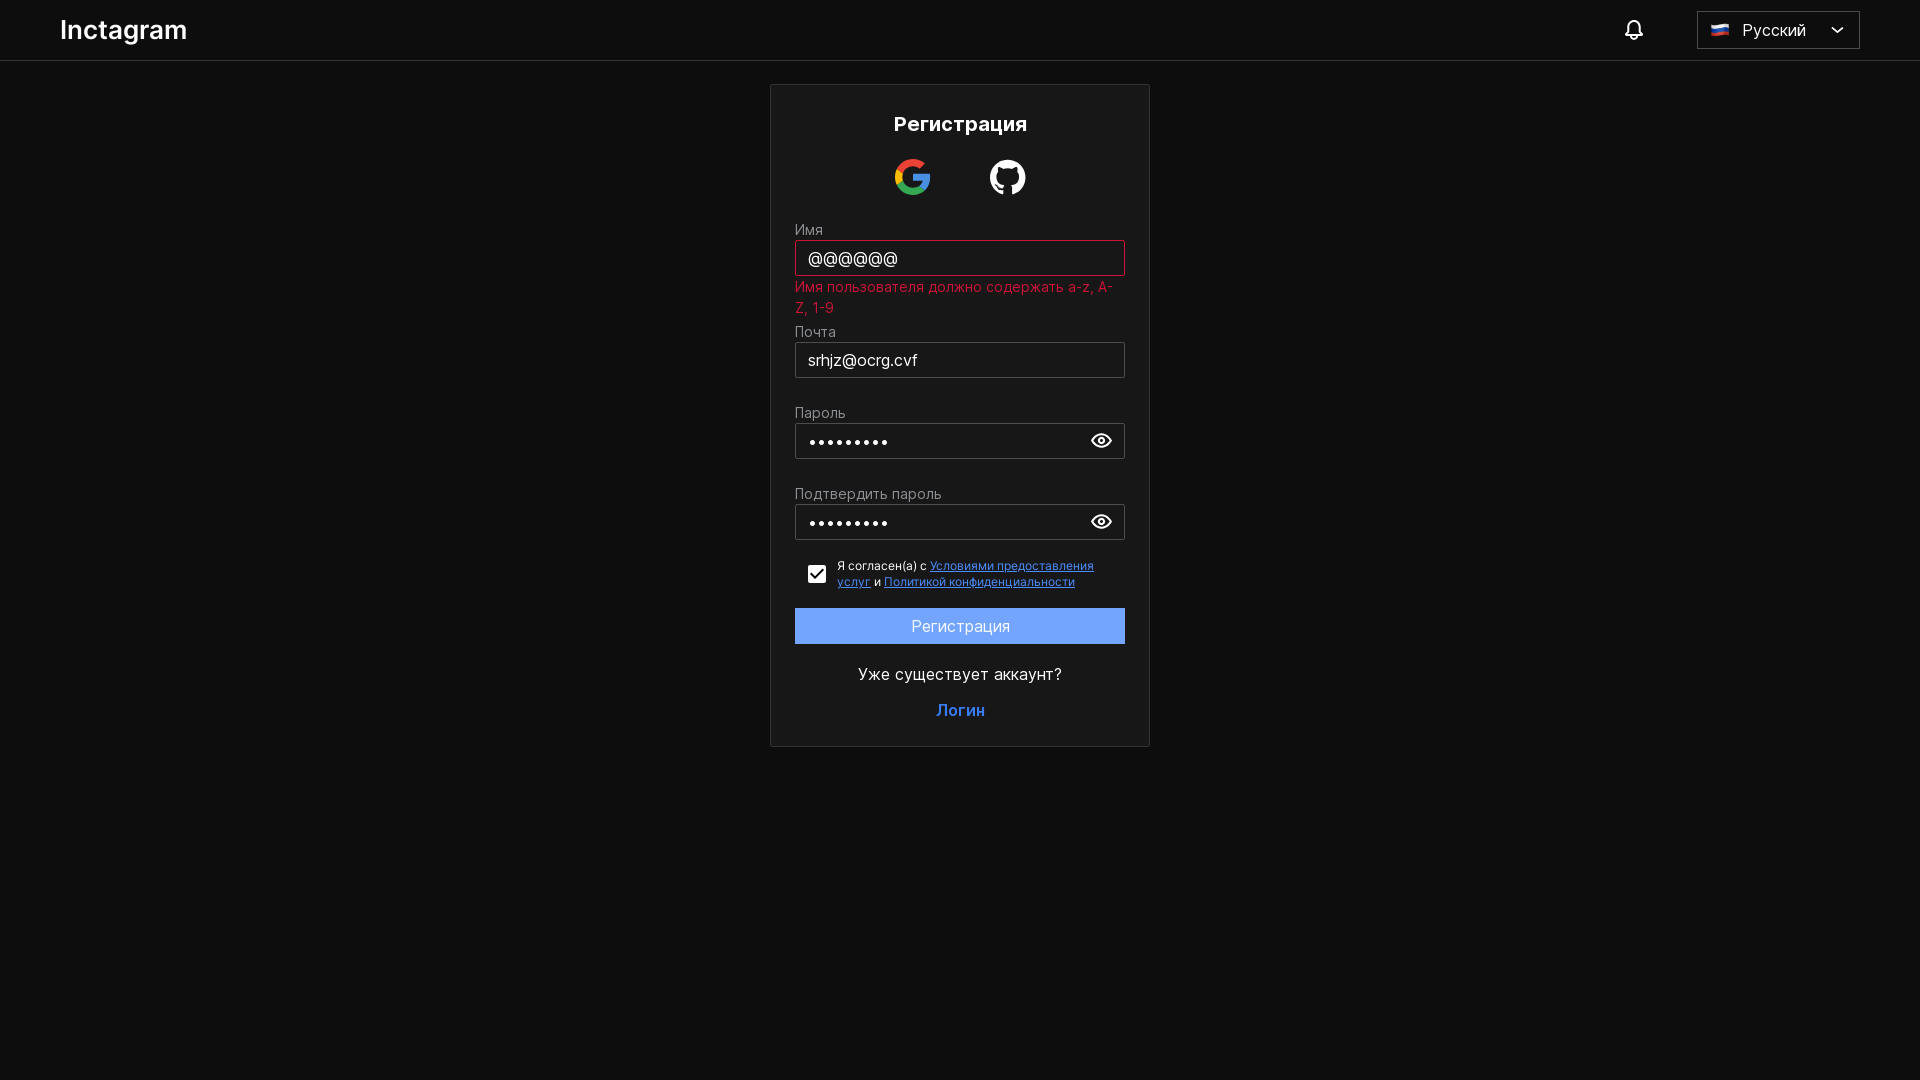 Inctagram
Русский
Регистрация
Имя
@@@@@@
Имя пользователя должно содержать a-z, A-
Z, 1-9
Почта
srhjz@ocrg.cvf
Пароль
•••••••••
Подтвердить пароль
•••••••••
Я согласен(а) с Условиями предоставления
услуг и Политикой конфиденциальности
Регистрация
Уже существует аккаунт?
Логин